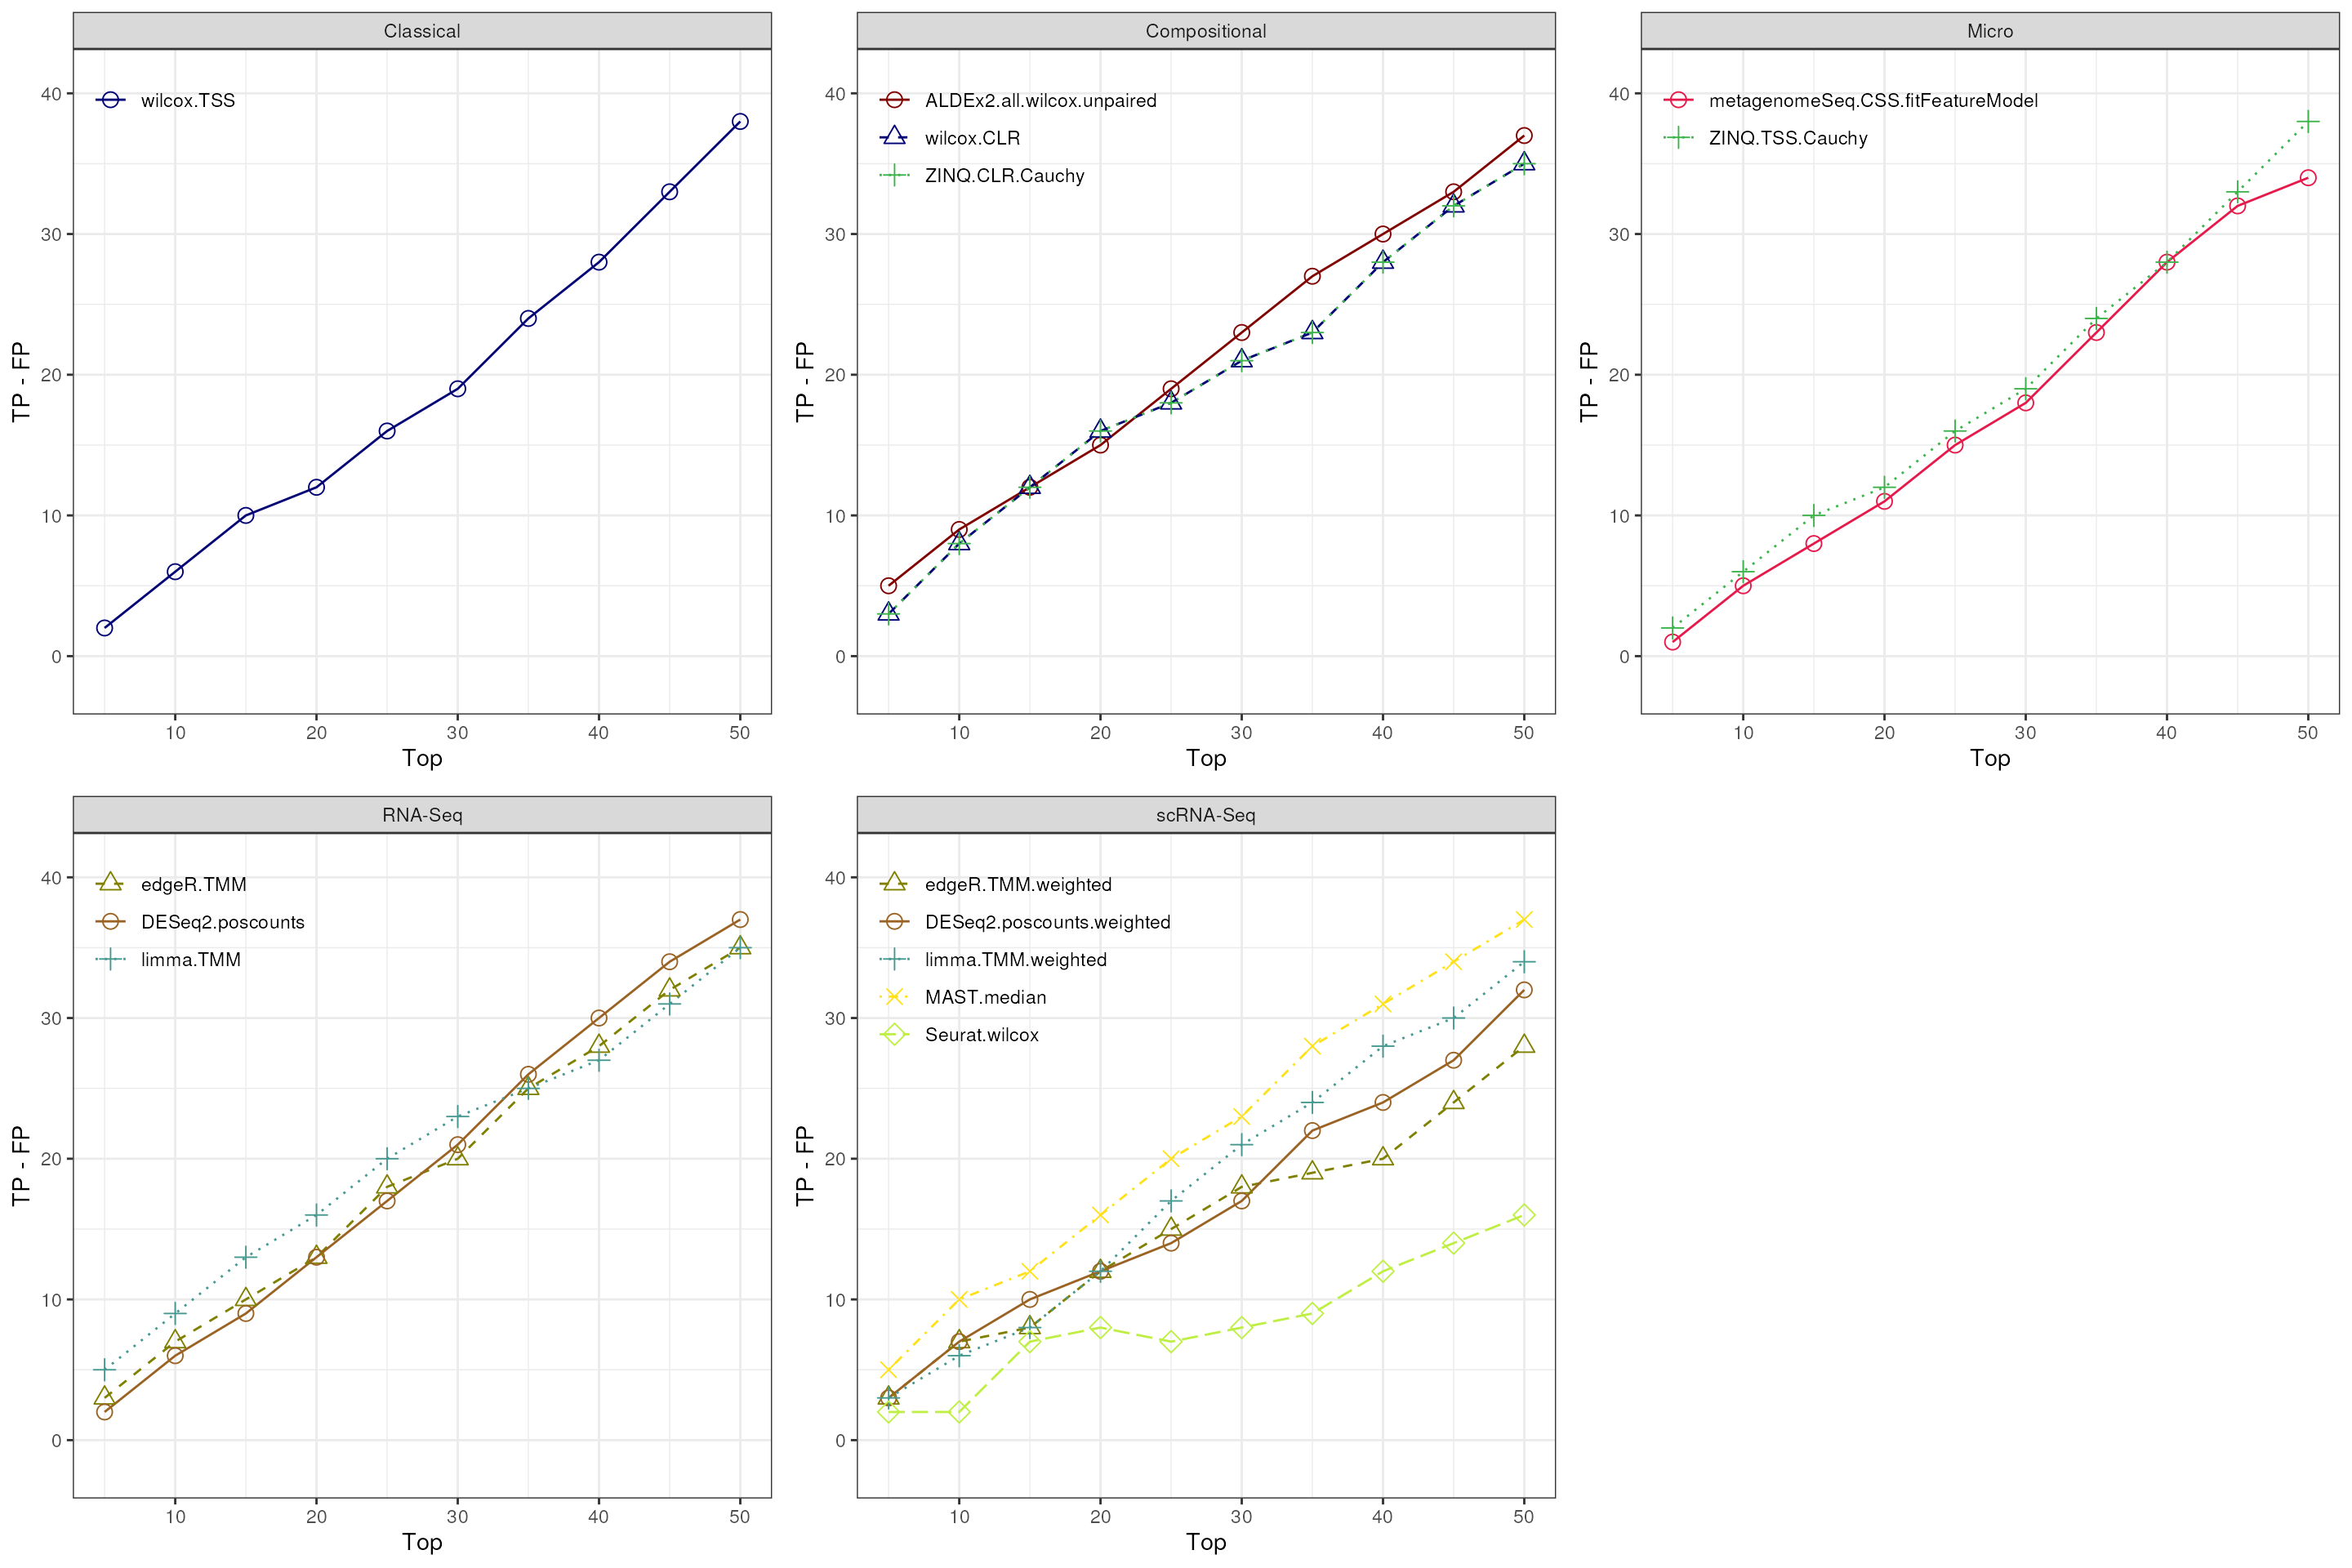 Classical
TP - FP
40
30
20
10
0
wilcox.TSS
10 20 30 40 50
Top
Compositional
TP - FP
40
30
20
10
0
ALDEx2.all.wilcox.unpaired
wilcox.CLR
ZINQ.CLR.Cauchy
10 20 30 40 50
Top
Micro
TP - FP
40
30
20
10
0
metagenomeSeq.CSS.fitFeatureModel
ZINQ.TSS.Cauchy
10 20 30 40 50
Top
RNA-Seq
TP - FP
40
30
20
10
0
edgeR.TMM
DESeq2.poscounts
limma.TMM
10 20 30 40 50
Top
scRNA-Seq
TP - FP
40
30
20
10
0
edgeR.TMM.weighted
DESeq2.poscounts.weighted
limma.TMM.weighted
MAST.median
Seurat.wilcox
10 20 30 40 50
Top